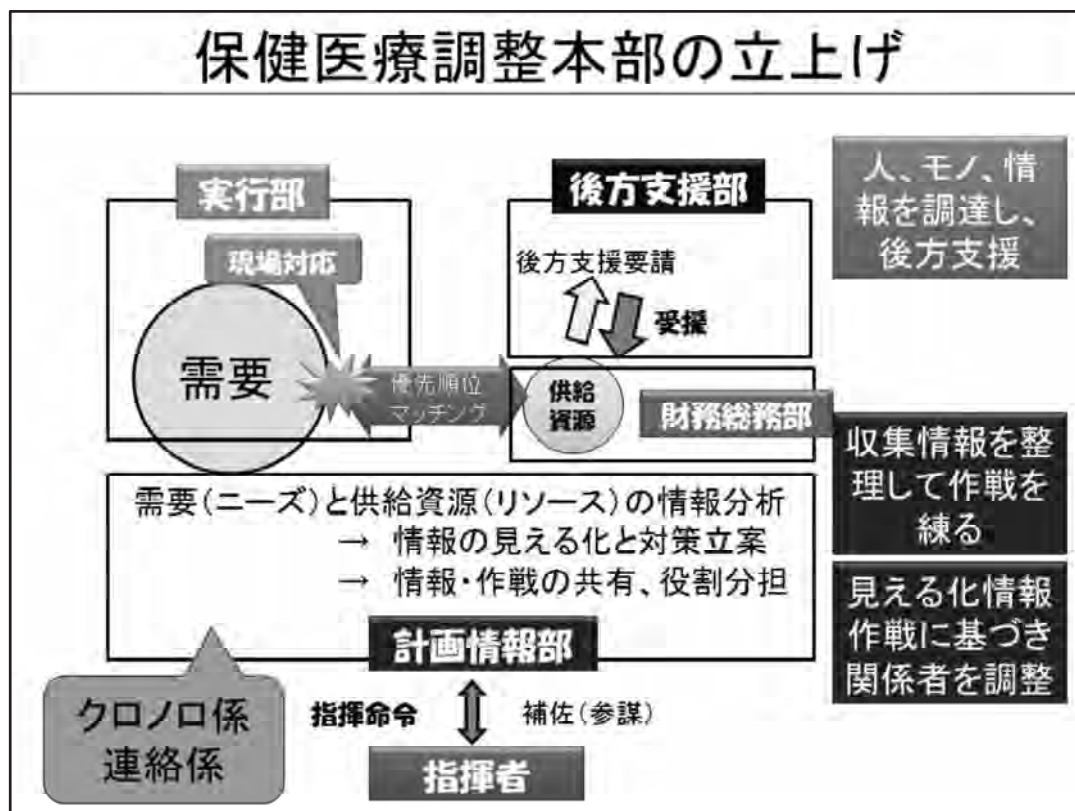 保健医療調整本部の立上げ
実行部
現場対応
需要
優先順位
マッチング
後方支援部
後方支援要請
受援
供給
資源
財務総務部
人、モノ、情
報を調達し、
後方支援
収集情報を整
理して作戦を
練る
見える化情報
作戦に基づき
関係者を調整
需要(ニーズ)と供給資源(リソース)の情報分析
→ 情報の見える化と対策立案
→ 情報・作戦の共有、役割分担
計画情報部
クロノロ係
連絡係
指揮命令
補佐(参謀)
指揮者